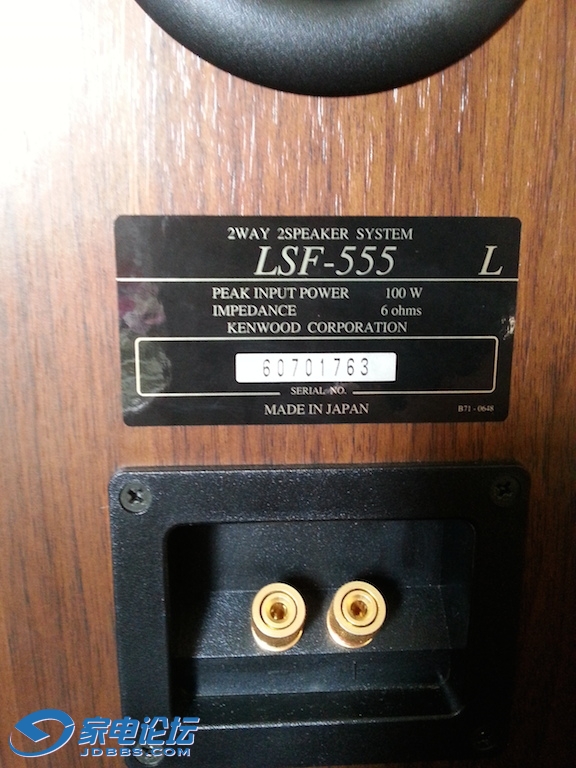 2WAY 2SPEAKER SYSTEM
LSF-555 L
PEAK INPUT POWER 100 W
IMPEDANCE 6 ohms
KENWOOD CORPORATION
60701763
SERIAL NO.
MADE IN JAPAN B71-0648
家电论坛
JDBBS.COM